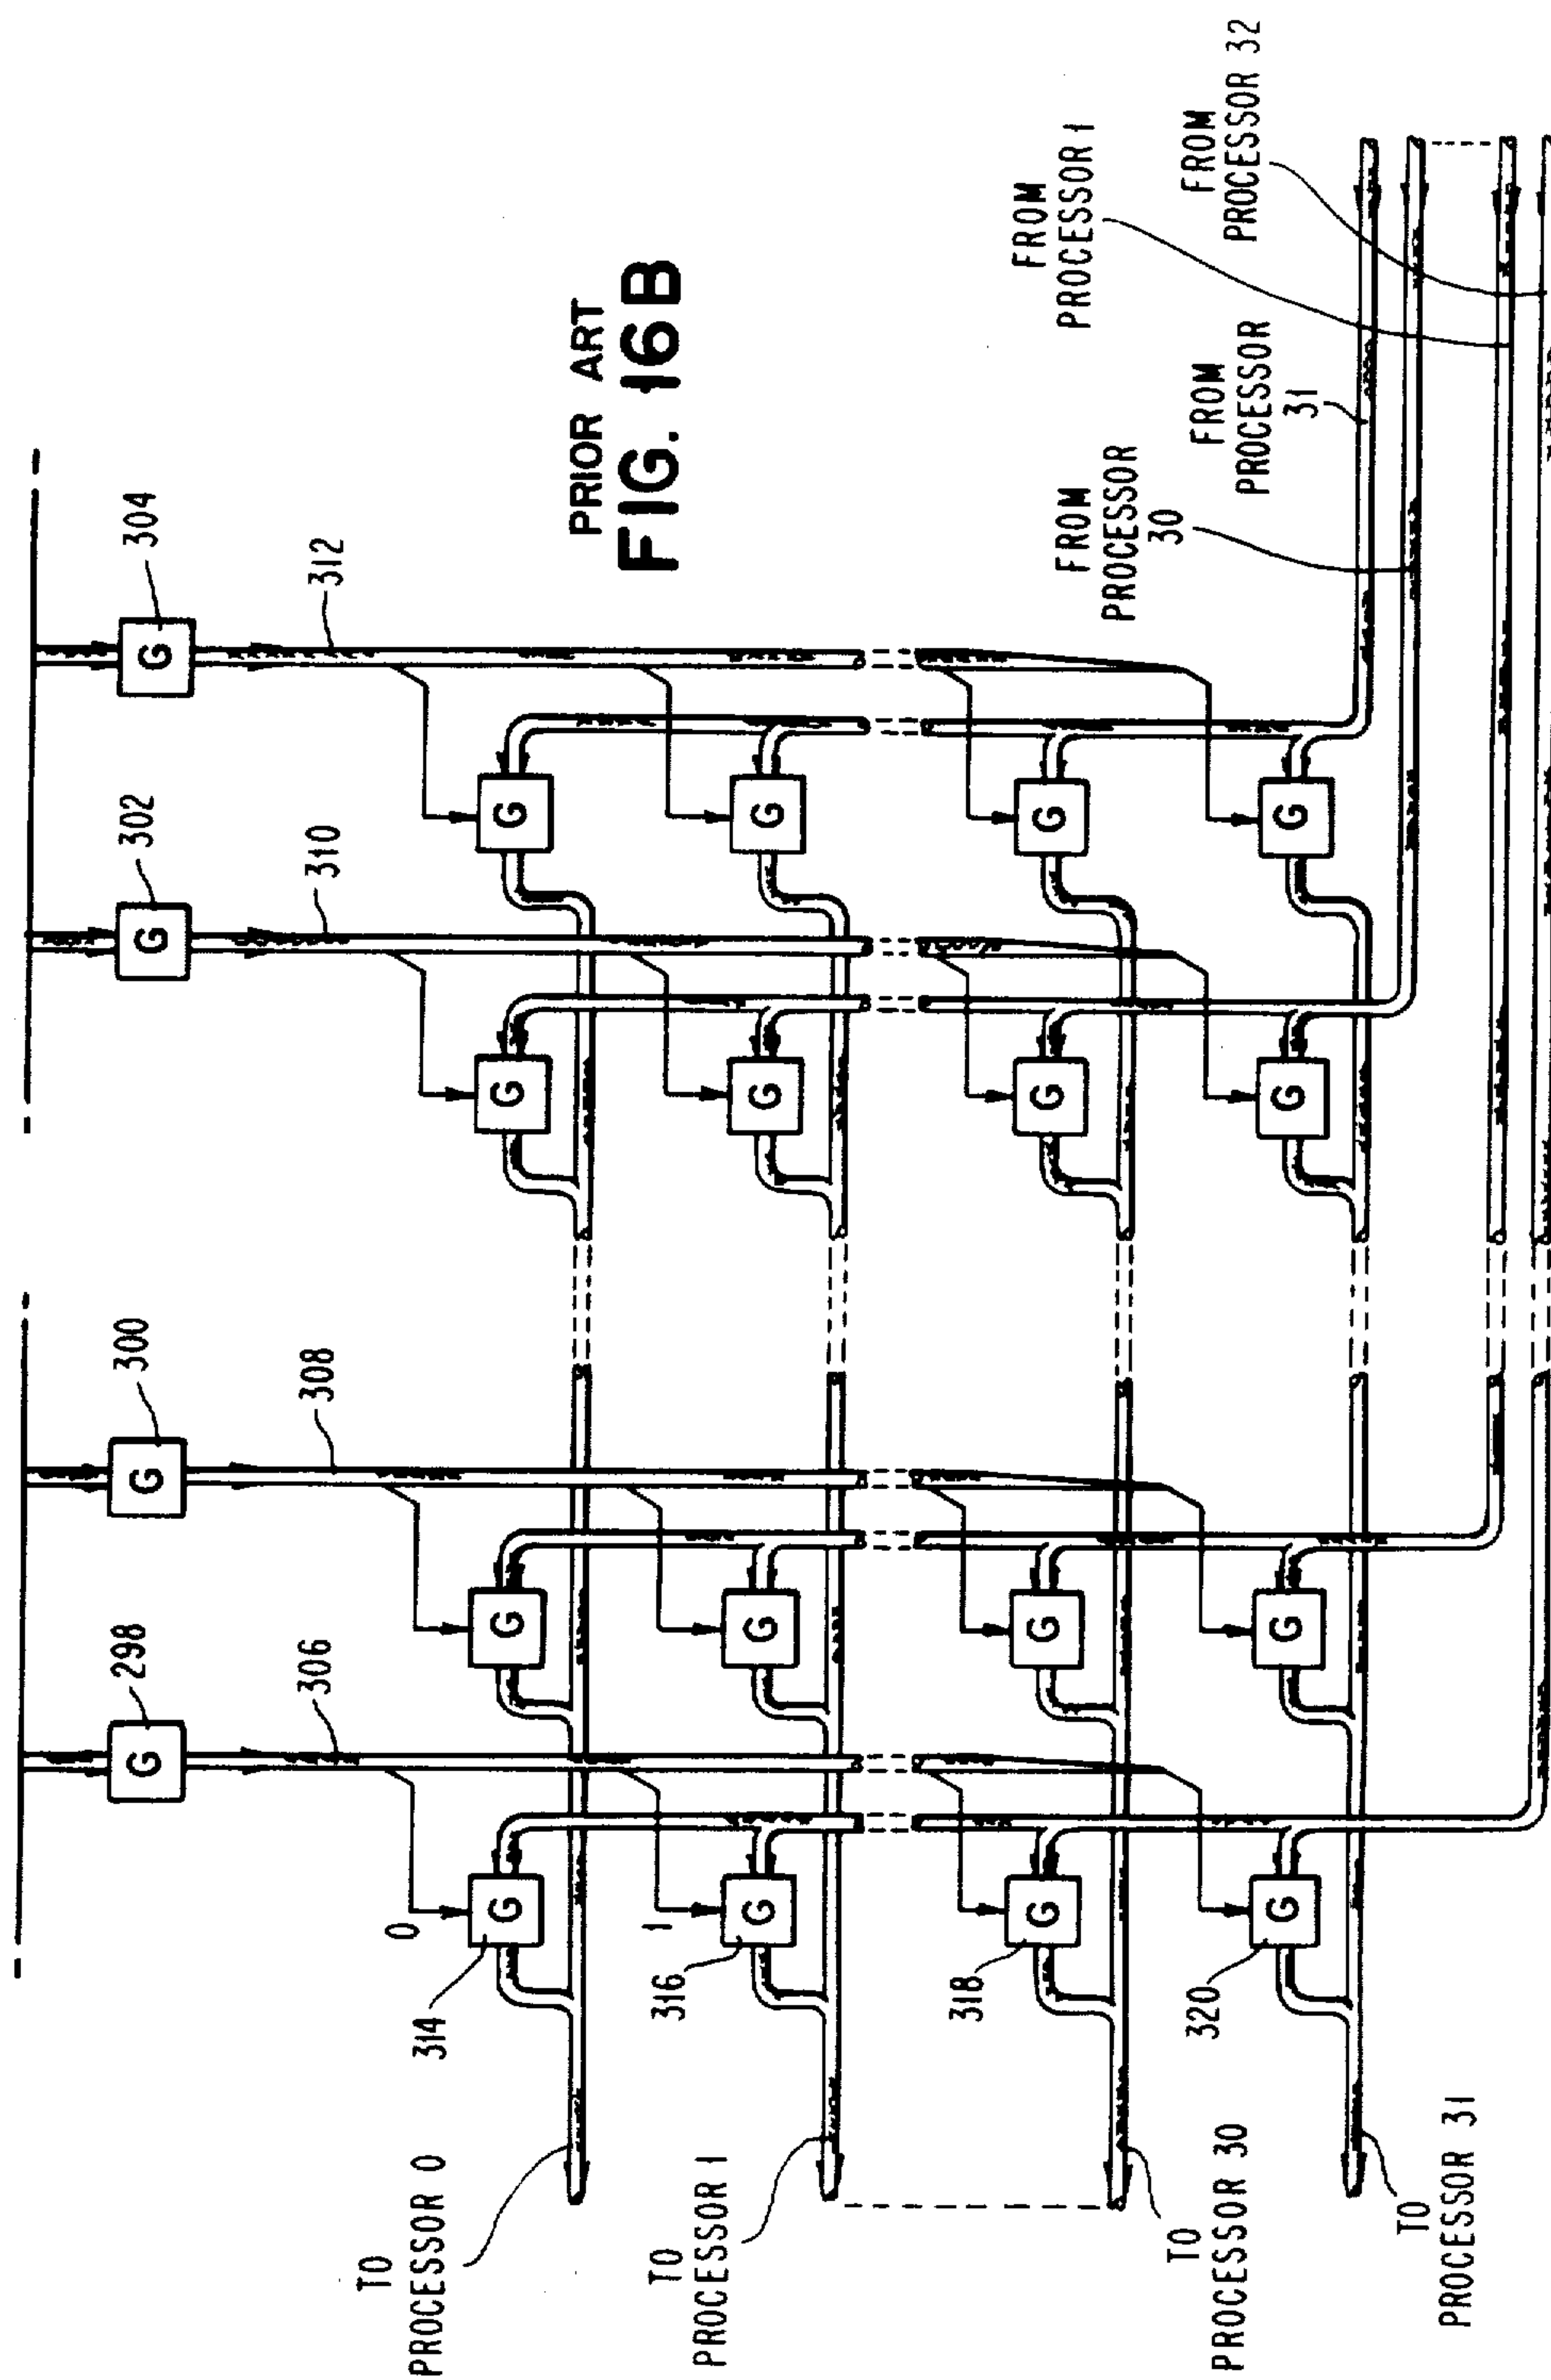 304
302
300
298
G
G
G
G
312
310
308
306
PRIOR ART
FIG. 16B
0
G
G
G
G
314
1
G
G
G
G
316
G
G
G
G
318
G
G
G
G
320
TO
PROCESSOR 0
TO
PROCESSOR 1
TO
PROCESSOR 30
TO
PROCESSOR 31
FROM
PROCESSOR
30
FROM
PROCESSOR
31
FROM
PROCESSOR 1
FROM
PROCESSOR 32